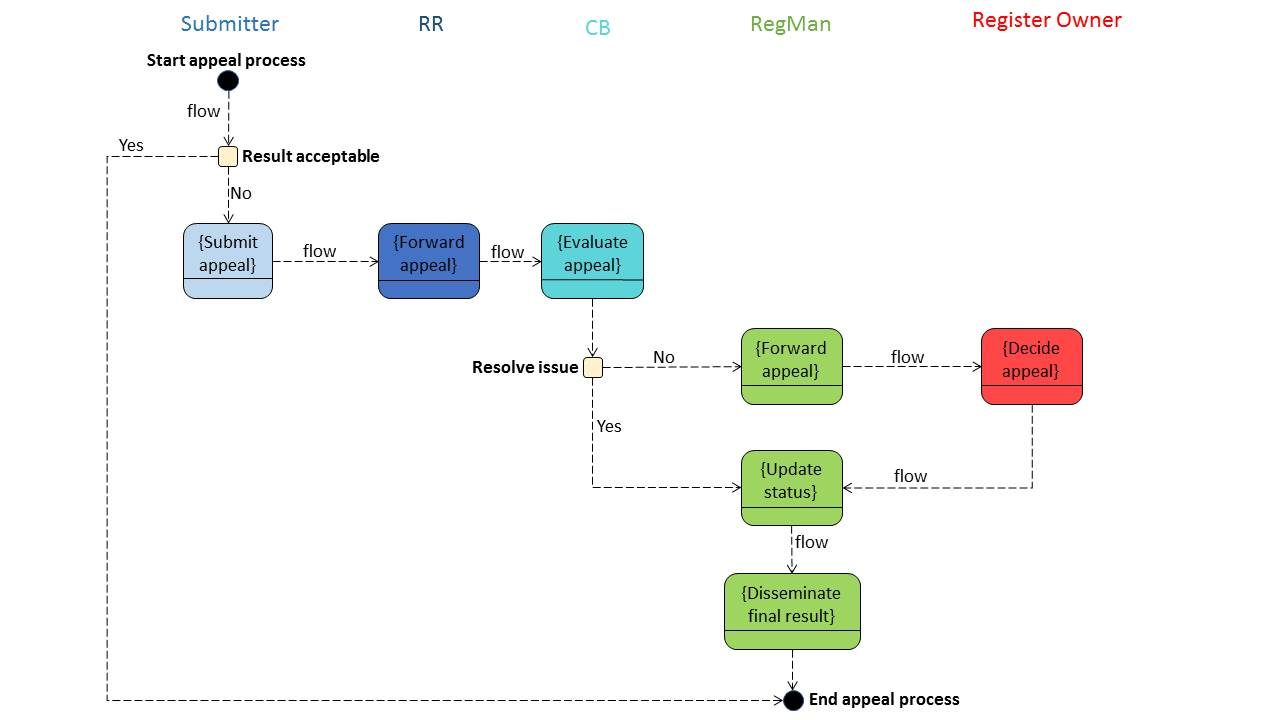 Submitter
RR
CB
RegMan
Register Owner
Start appeal process
flow
Yes
Result acceptable
No
{Submit
appeal}
flow
{Forward
appeal}
flow
{Evaluate
appeal}
Resolve issue
No
{Forward
appeal}
flow
{Decide
appeal}
Yes
{Update
status}
flow
flow
{Disseminate
final result}
End appeal process